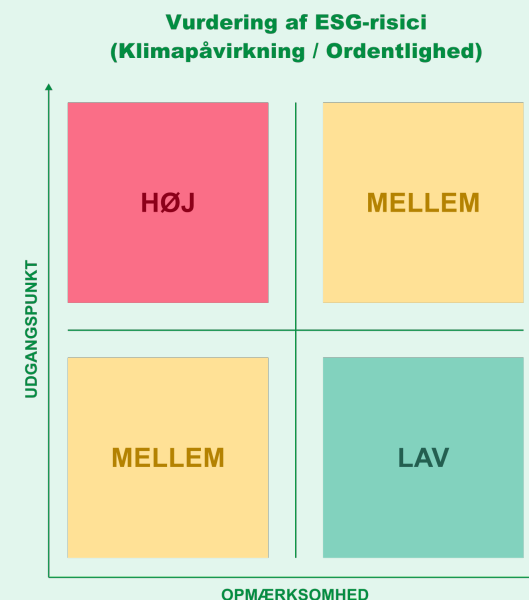 Vurdering af ESG-risici
(Klimapåvirkning / Ordentlighed)
HØJ
MELLEM
UDGANGSPUNKT
MELLEM
LAV
OPMÆRKSOMHED